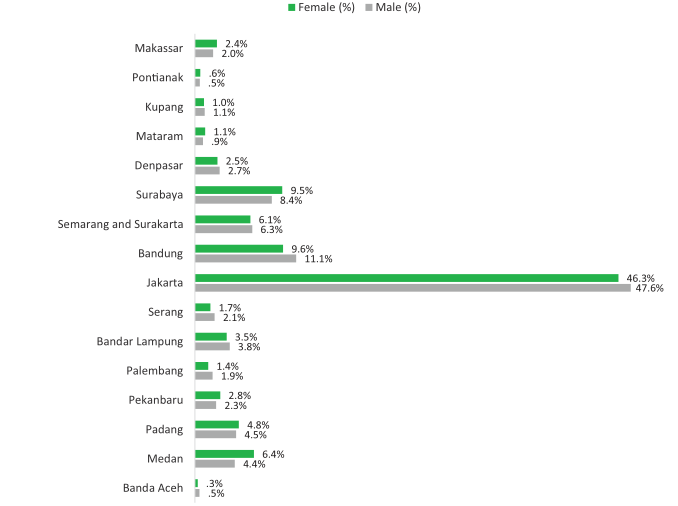 Female (%) Male (%)
Makassar 2.4%
2.0%
Pontianak .6%
.5%
Kupang 1.0%
1.1%
Mataram 1.1%
.9%
Denpasar 2.5%
2.7%
Surabaya 9.5%
8.4%
Semarang and Surakarta 6.1%
6.3%
Bandung 9.6%
11.1%
Jakarta 46.3%
47.6%
Serang 1.7%
2.1%
Bandar Lampung 3.5%
3.8%
Palembang 1.4%
1.9%
Pekanbaru 2.8%
2.3%
Padang 4.8%
4.5%
Medan 6.4%
4.4%
Banda Aceh .3%
.5%